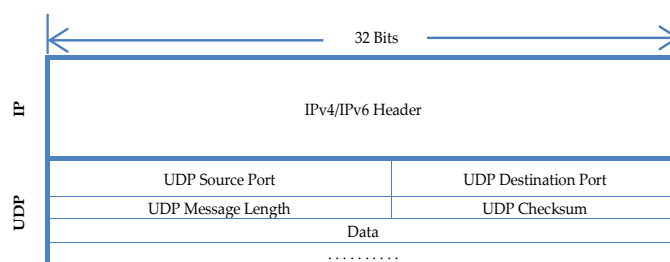 32 Bits
IP
IPv4/IPv6 Header
UDP
UDP Source Port
UDP Destination Port
UDP Message Length
UDP Checksum
Data
. . . . . . . . . .